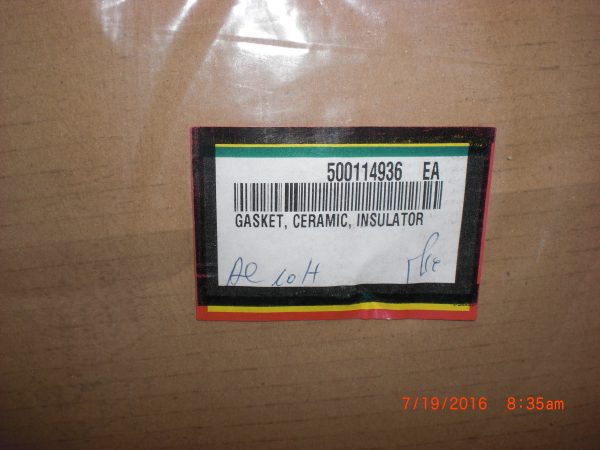 500114936 EA
GASKET, CERAMIC, INSULATOR
7/19/2016 8:35am